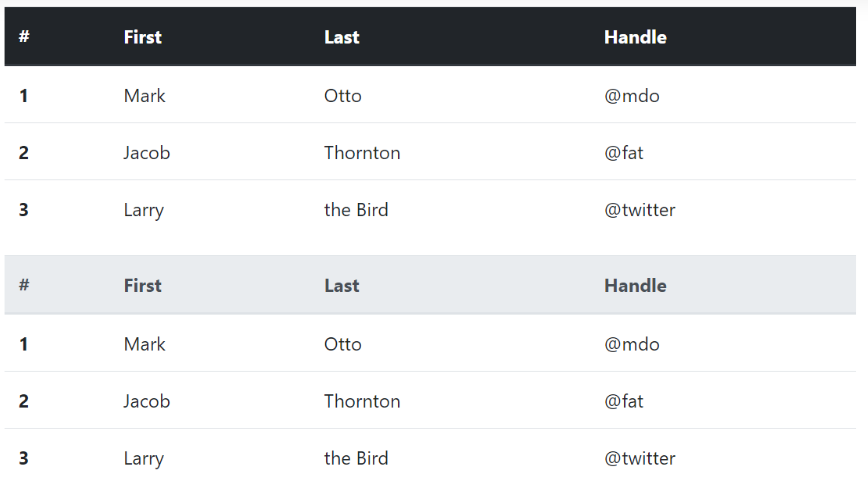 # First Last Handle
1 Mark Otto @mdo
2 Jacob Thornton @fat
3 Larry the Bird @twitter
# First Last Handle
1 Mark Otto @mdo
2 Jacob Thornton @fat
3 Larry the Bird @twitter